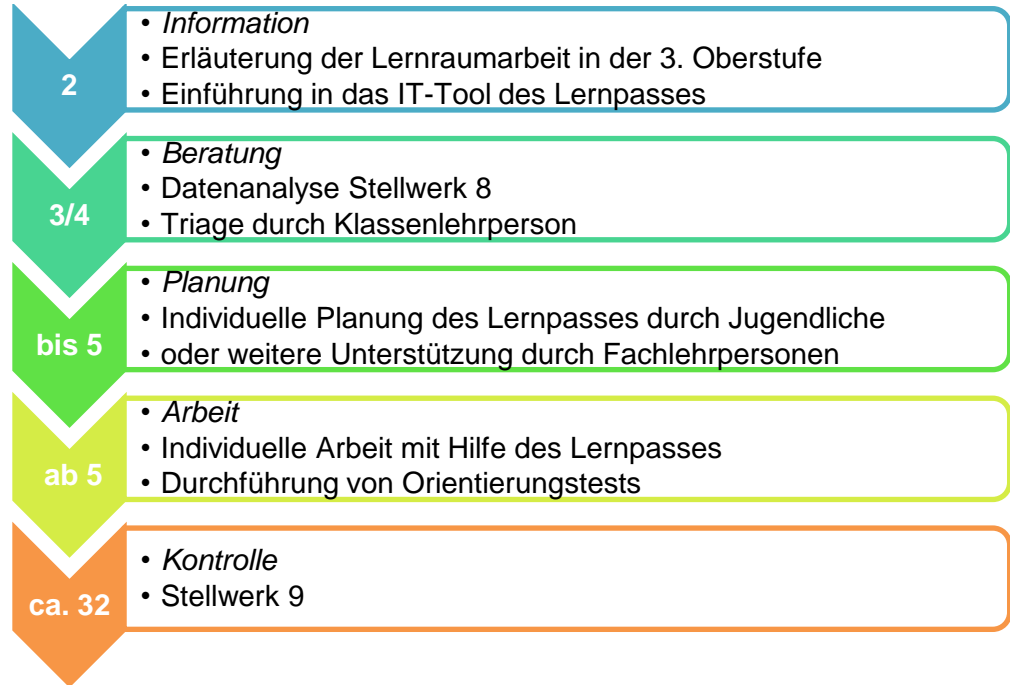 2
• Information
• Erläuterung der Lernraumarbeit in der 3. Oberstufe
• Einführung in das IT-Tool des Lernpasses
3/4
• Beratung
• Datenanalyse Stellwerk 8
• Triage durch Klassenlehrperson
bis 5
• Planung
• Individuelle Planung des Lernpasses durch Jugendliche
• oder weitere Unterstützung durch Fachlehrpersonen
ab 5
• Arbeit
• Individuelle Arbeit mit Hilfe des Lernpasses
• Durchführung von Orientierungstests
ca. 32
• Kontrolle
• Stellwerk 9